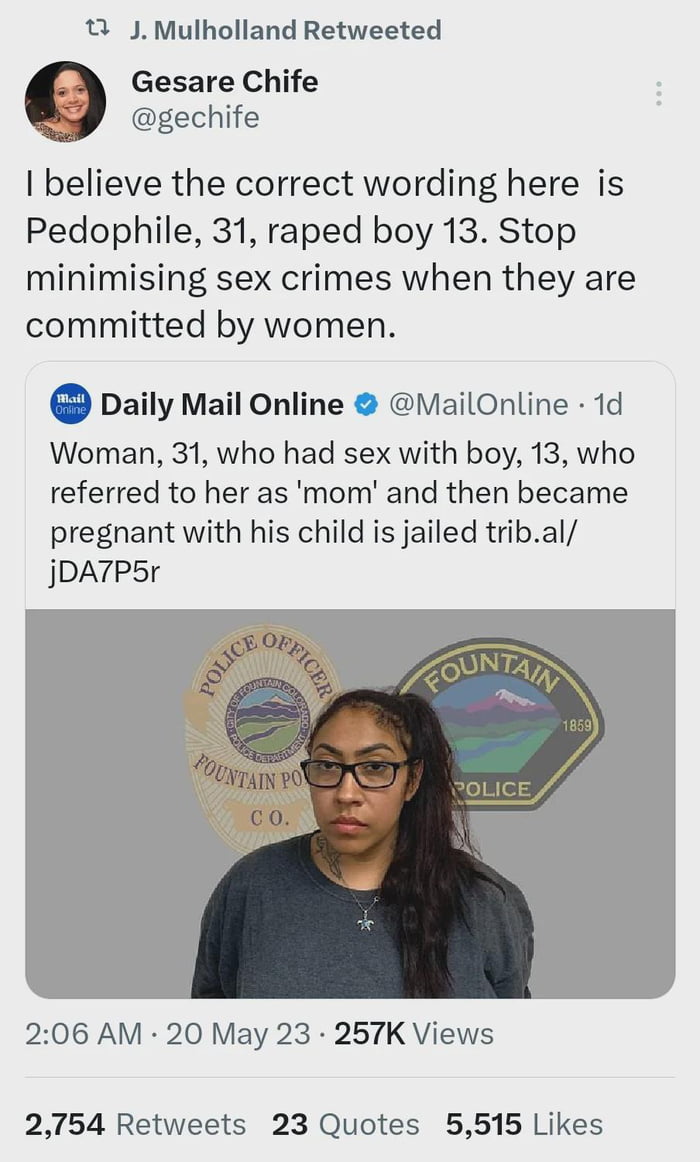 J. Mulholland Retweeted
Gesare Chife
@gechife
I believe the correct wording here is
Pedophile, 31, raped boy 13. Stop
minimising sex crimes when they are
committed by women.
Mail
Online
Daily Mail Online @MailOnline · 1d
Woman, 31, who had sex with boy, 13, who
referred to her as 'mom' and then became
pregnant with his child is jailed trib.al/
jDA7P5r
POLICE OFFICER
CITY OF FOUNTAIN COLORADO
POLICE DEPARTMENT
FOUNTAIN PO
CO.
FOUNTAIN
1859
POLICE
2:06 AM · 20 May 23 · 257K Views
2,754 Retweets 23 Quotes 5,515 Likes